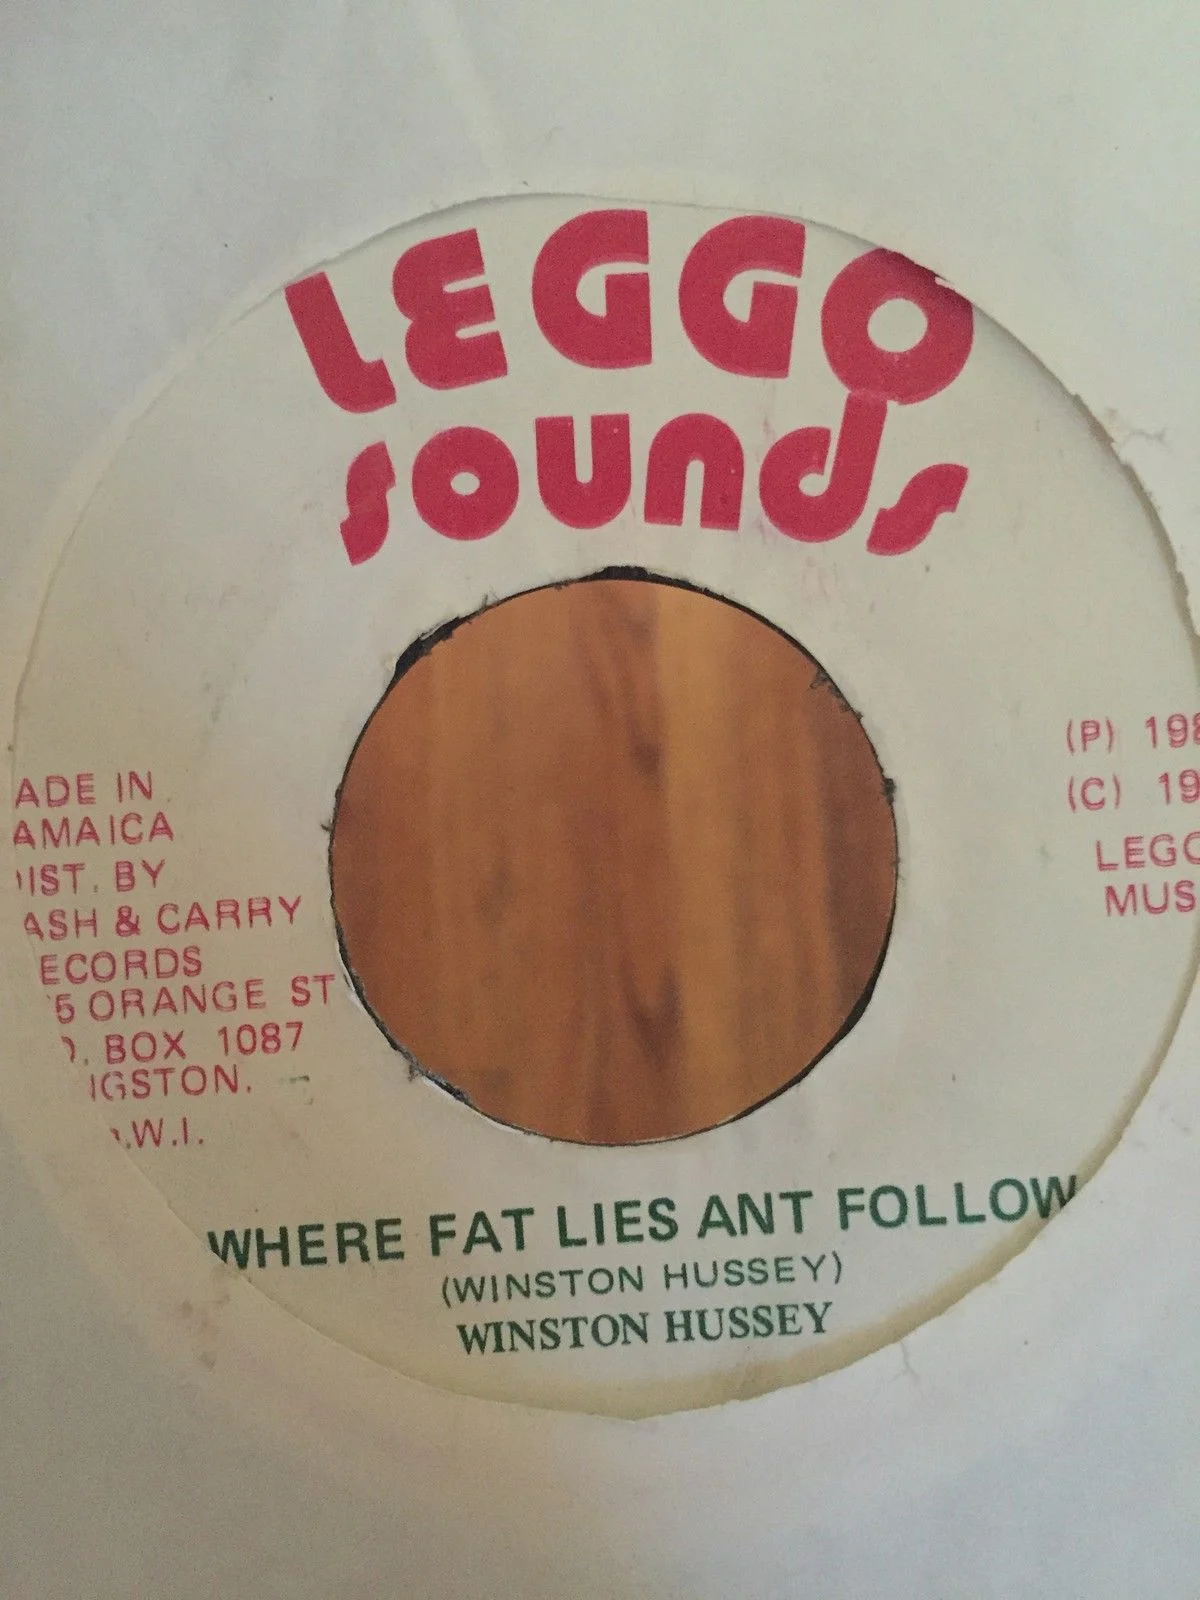 LEGGO
SOUNDS
ADE IN
AMAICA
IST. BY
ASH & CARRY
ECORDS
5 ORANGE ST
. BOX 1087
IGSTON.
.W.I.
(P) 198
(C) 19
LEGG
MUS
WHERE FAT LIES ANT FOLLOW
(WINSTON HUSSEY)
WINSTON HUSSEY